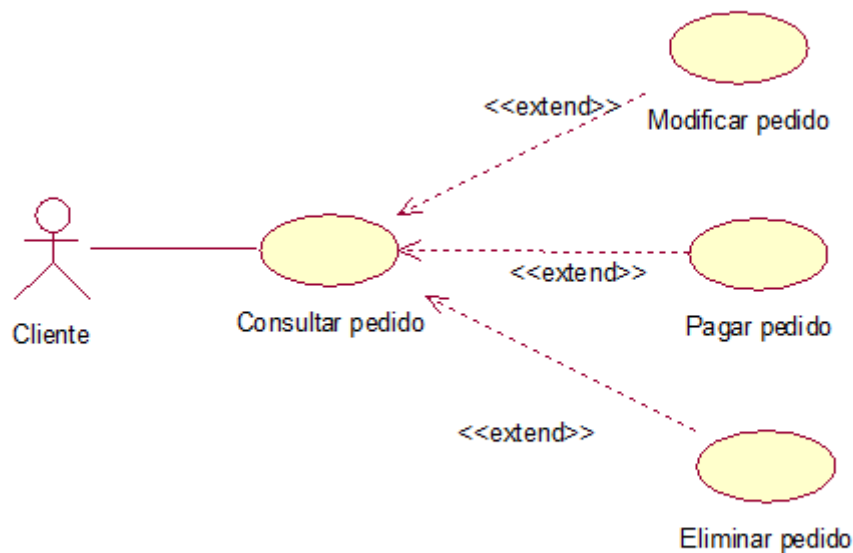 <<extend>>
Modificar pedido
Cliente
Consultar pedido
<<extend>>
Pagar pedido
<<extend>>
Eliminar pedido